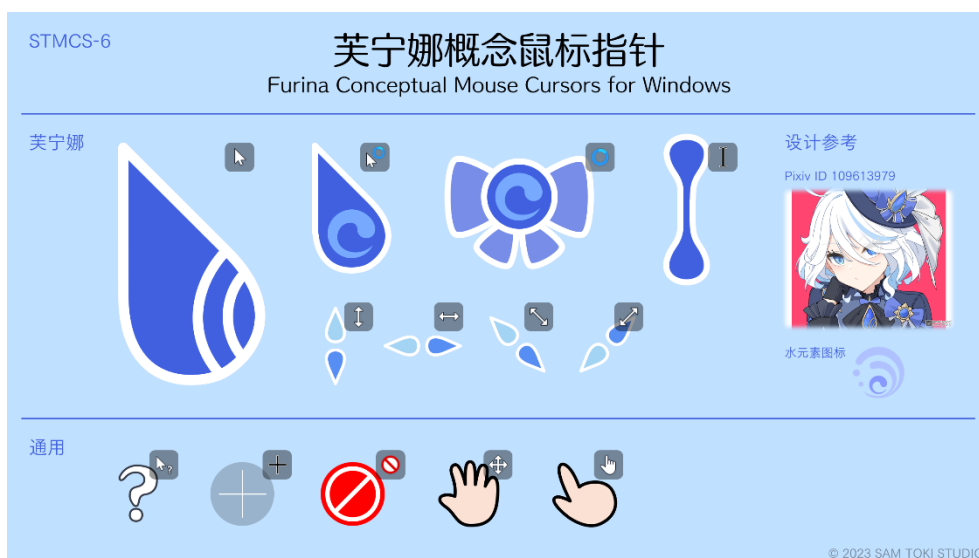 STMCS-6
芙宁娜概念鼠标指针
Furina Conceptual Mouse Cursors for Windows
芙宁娜
设计参考
Pixiv ID 109613979
水元素图标
通用
?
© 2023 SAM TOKI STUDIO